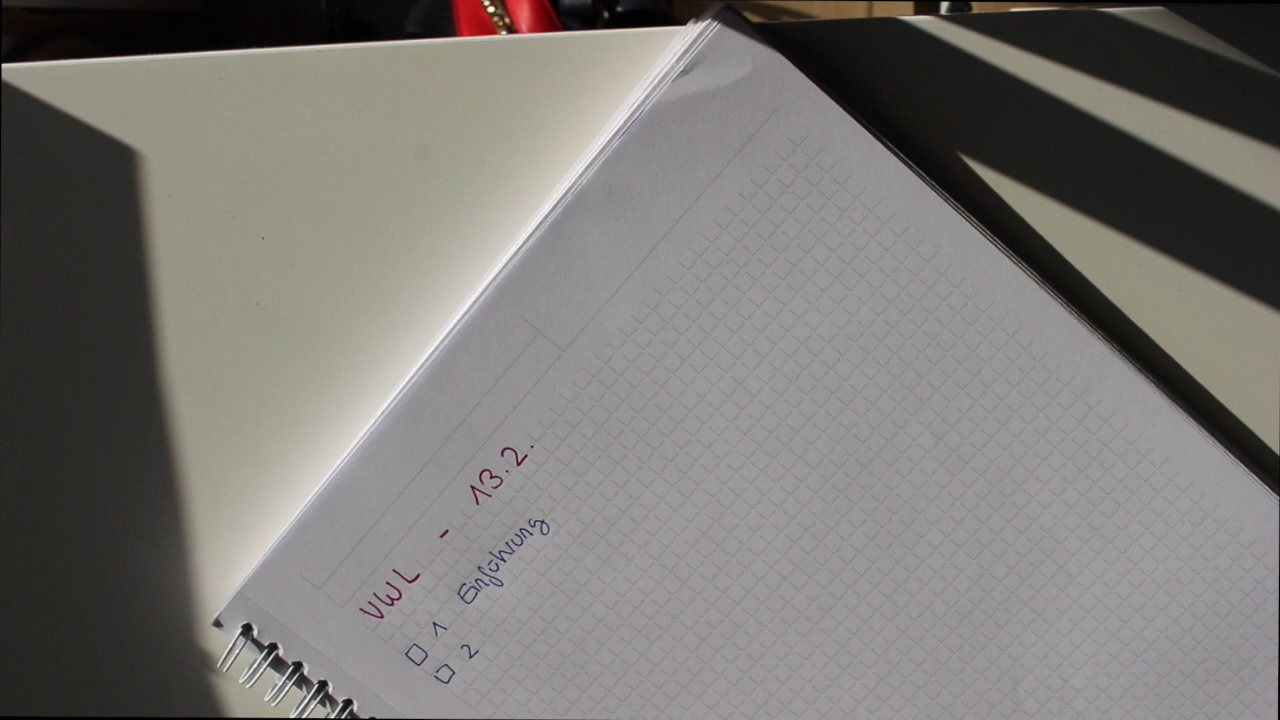 VWL - 13.2.
☐ 1 Einführung
☐ 2